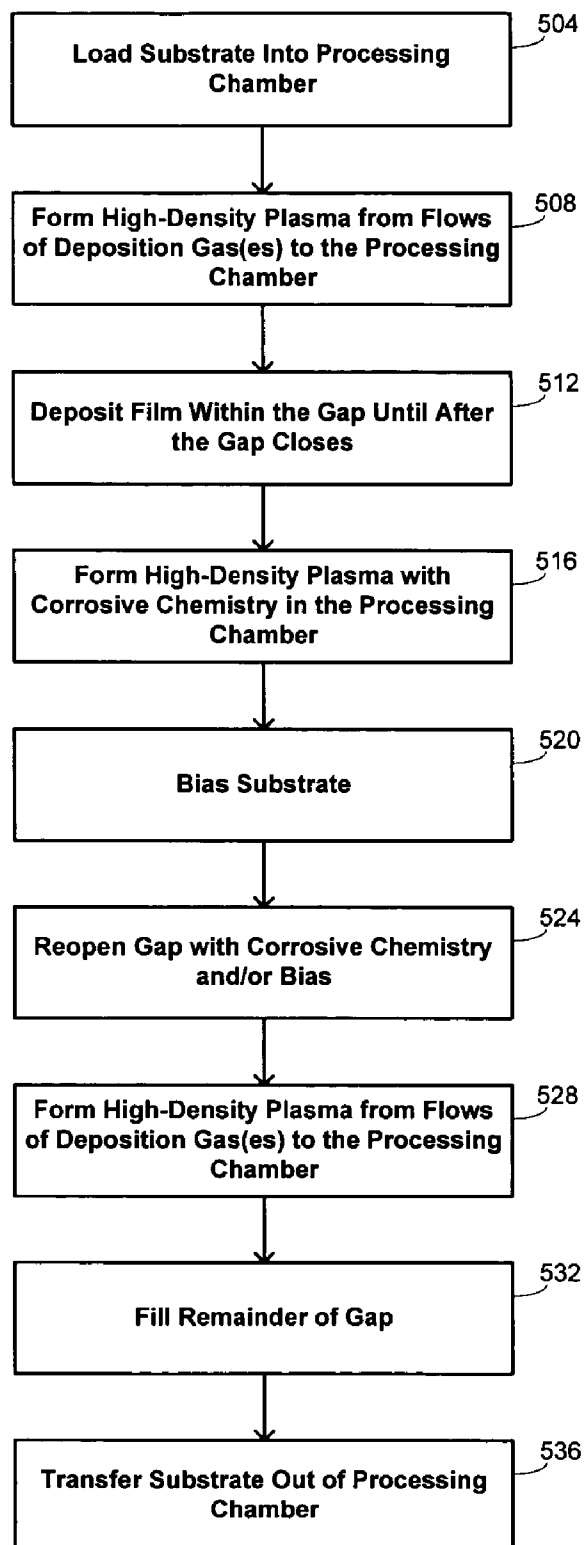 504
Load Substrate Into Processing
Chamber
508
Form High-Density Plasma from Flows
of Deposition Gas(es) to the Processing
Chamber
512
Deposit Film Within the Gap Until After
the Gap Closes
516
Form High-Density Plasma with
Corrosive Chemistry in the Processing
Chamber
520
Bias Substrate
524
Reopen Gap with Corrosive Chemistry
and/or Bias
528
Form High-Density Plasma from Flows
of Deposition Gas(es) to the Processing
Chamber
532
Fill Remainder of Gap
536
Transfer Substrate Out of Processing
Chamber